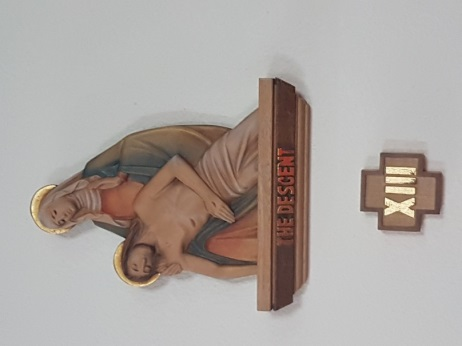 THE DESCENT
XIII